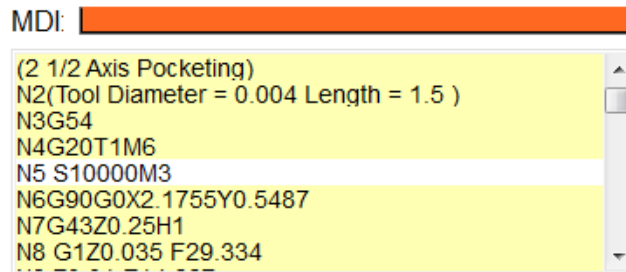 MDI:
(2 1/2 Axis Pocketing)
N2(Tool Diameter = 0.004 Length = 1.5 )
N3G54
N4G20T1M6
N5 S10000M3
N6G90G0X2.1755Y0.5487
N7G43Z0.25H1
N8 G1Z0.035 F29.334